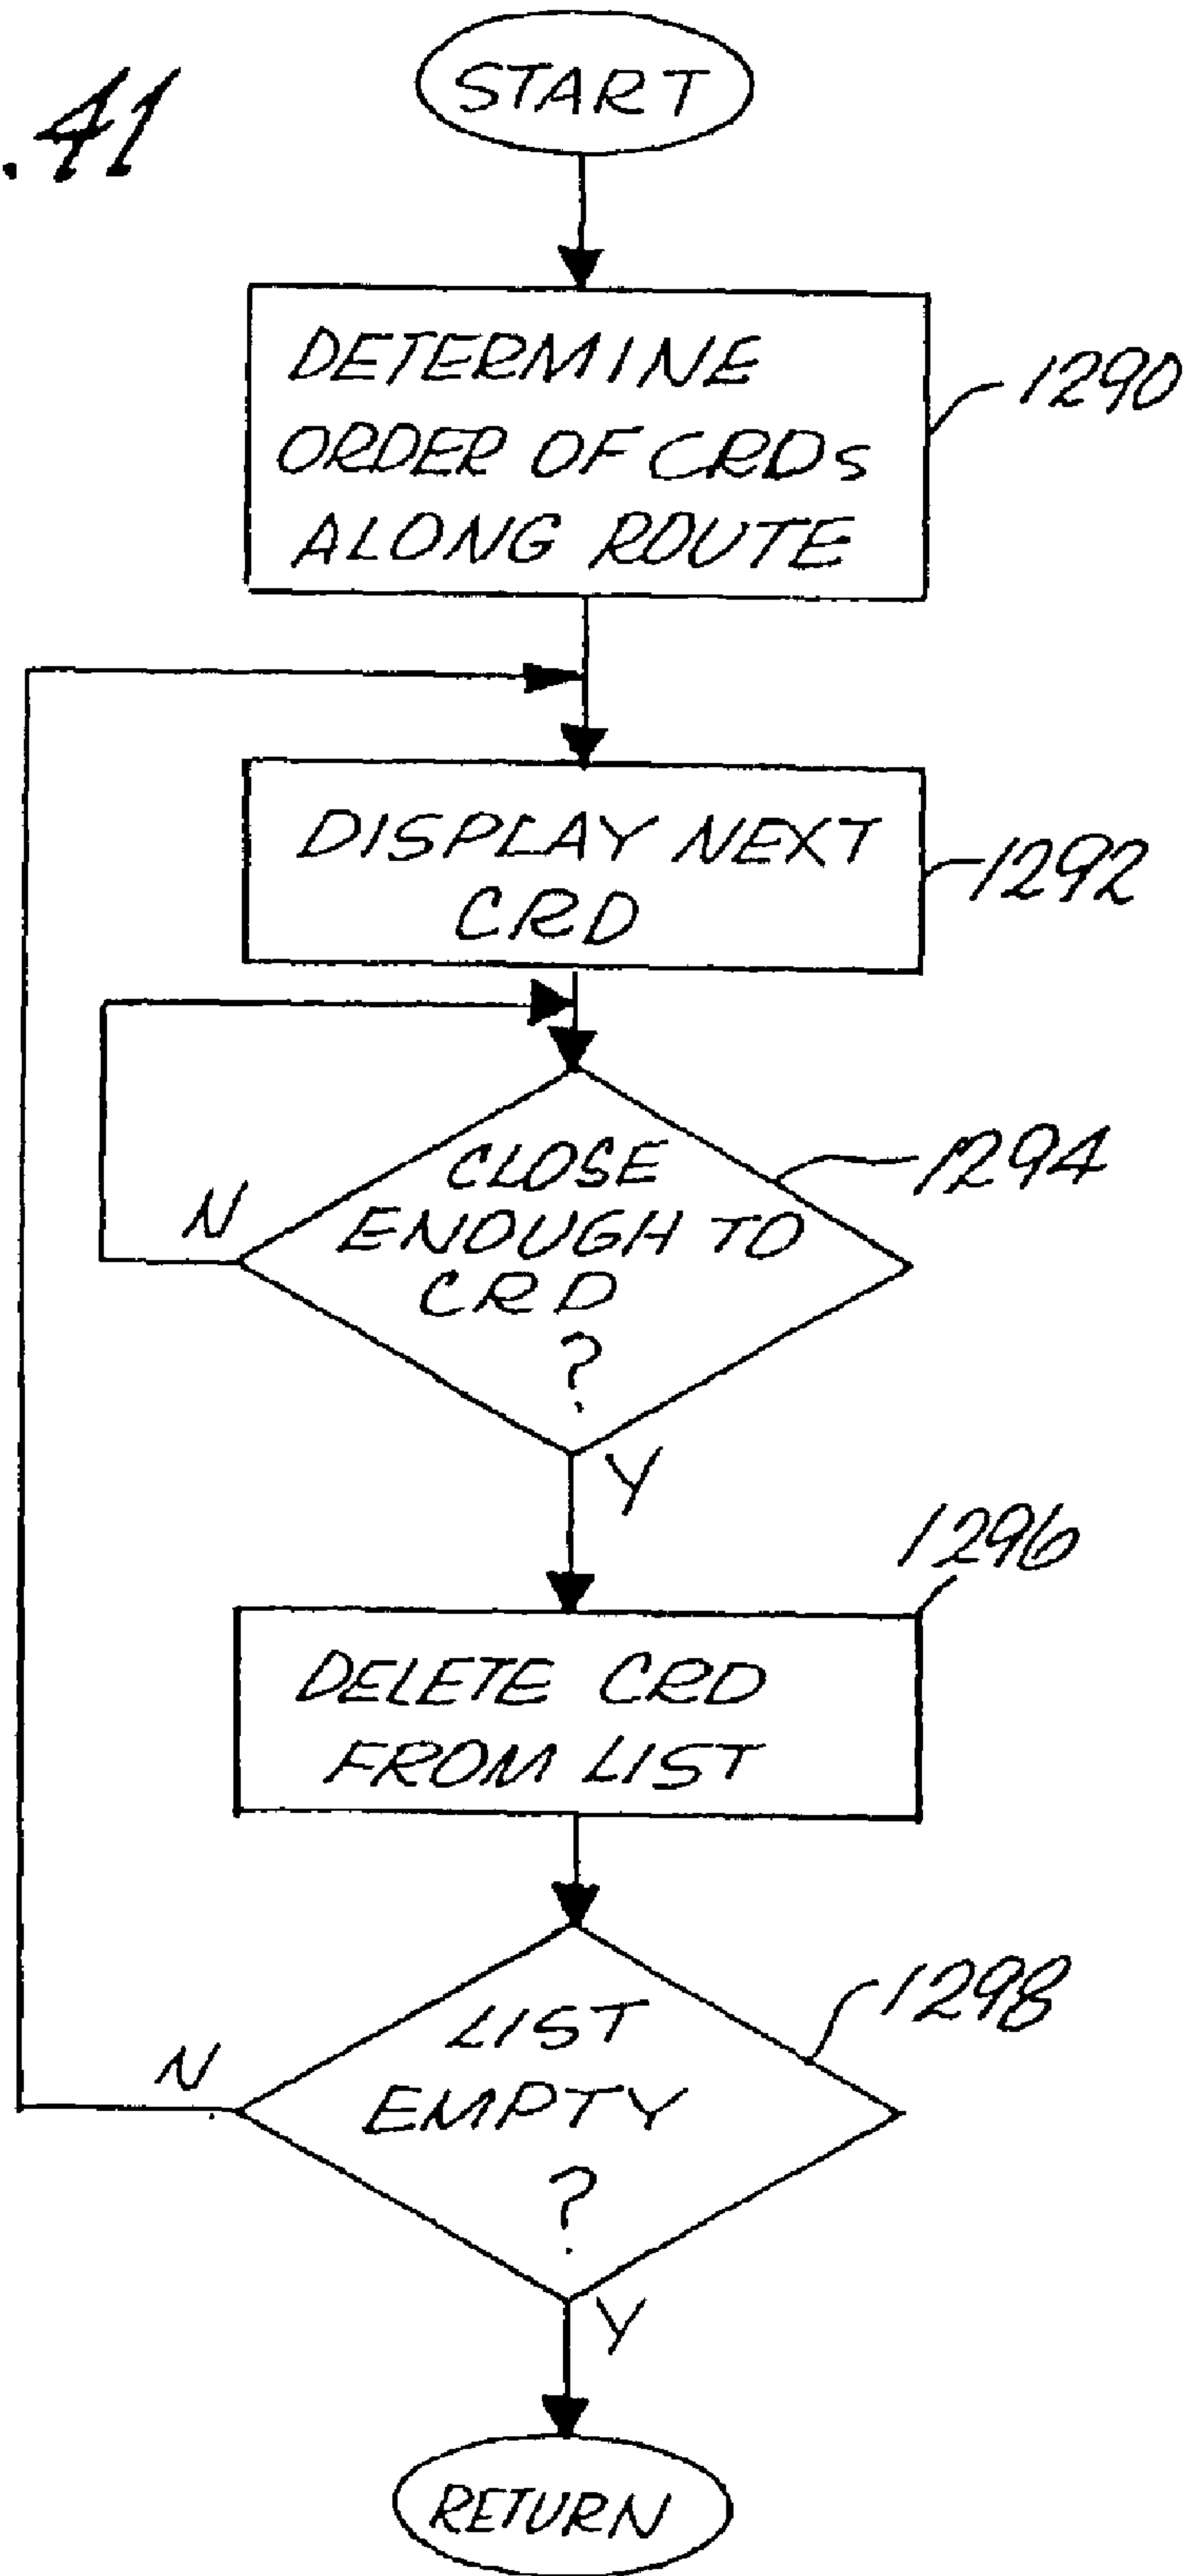 .41
START
DETERMINE
ORDER OF CRDs
ALONG ROUTE
1290
DISPLAY NEXT
CRD
1292
CLOSE
ENOUGH TO
CRD
?
1294
N
Y
1296
DELETE CRD
FROM LIST
1298
LIST
EMPTY
?
N
Y
RETURN